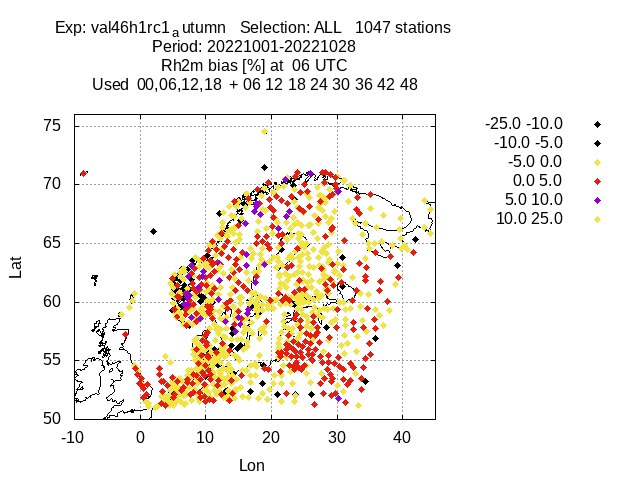 Exp: val46h1rc1autumn Selection: ALL 1047 stations
Period: 20221001-20221028
Rh2m bias [%] at 06 UTC
Used 00,06,12,18 + 06 12 18 24 30 36 42 48
-25.0 -10.0
-10.0 -5.0
-5.0 0.0
0.0 5.0
5.0 10.0
10.0 25.0
75
70
65
60
55
50
Lat
-10 0 10 20 30 40
Lon